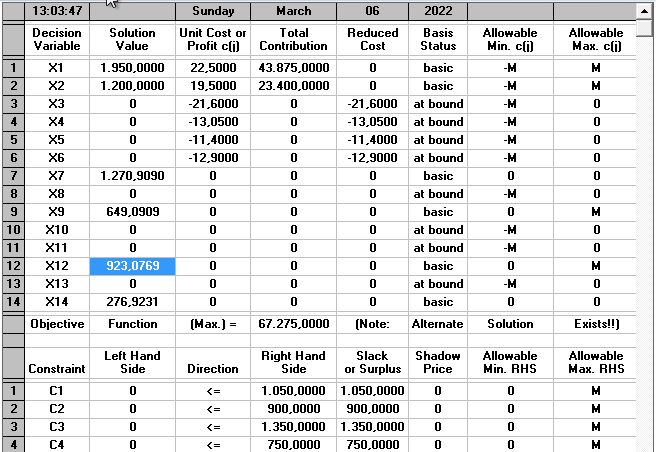 13:03:47 Sunday March 06 2022
Decision Variable Solution Value Unit Cost or Profit c(j) Total Contribution Reduced Cost Basis Status Allowable Min. c(j) Allowable Max. c(j)
1 X1 1.950,0000 22,5000 43.875,0000 0 basic -M M
2 X2 1.200,0000 19,5000 23.400,0000 0 basic -M M
3 X3 0 -21,6000 0 -21,6000 at bound -M 0
4 X4 0 -13,0500 0 -13,0500 at bound -M 0
5 X5 0 -11,4000 0 -11,4000 at bound -M 0
6 X6 0 -12,9000 0 -12,9000 at bound -M 0
7 X7 1.270,9090 0 0 0 basic 0 0
8 X8 0 0 0 0 at bound -M 0
9 X9 649,0909 0 0 0 basic 0 M
10 X10 0 0 0 0 at bound -M 0
11 X11 0 0 0 0 at bound -M 0
12 X12 923,0769 0 0 0 basic 0 M
13 X13 0 0 0 0 at bound -M 0
14 X14 276,9231 0 0 0 basic 0 0
Objective Function (Max.) = 67.275,0000 (Note: Alternate Solution Exists!!)
Constraint Left Hand Side Direction Right Hand Side Slack or Surplus Shadow Price Allowable Min. RHS Allowable Max. RHS
1 C1 0 <= 1.050,0000 1.050,0000 0 0 M
2 C2 0 <= 900,0000 900,0000 0 0 M
3 C3 0 <= 1.350,0000 1.350,0000 0 0 M
4 C4 0 <= 750,0000 750,0000 0 0 M